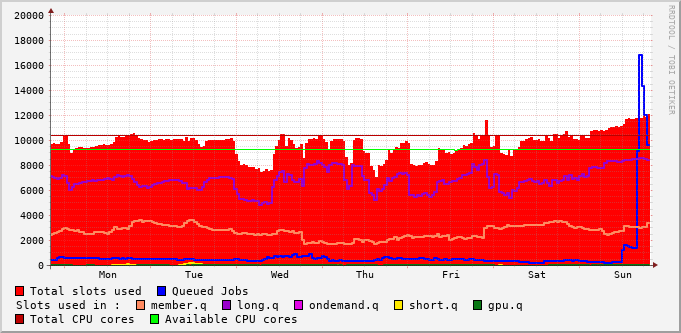 RRDTOOL / TOBI OETIKER
20000
18000
16000
14000
12000
10000
8000
6000
4000
2000
0
Mon Tue Wed Thu Fri Sat Sun
Total slots used Queued Jobs
Slots used in : member.q long.q ondemand.q short.q gpu.q
Total CPU cores Available CPU cores